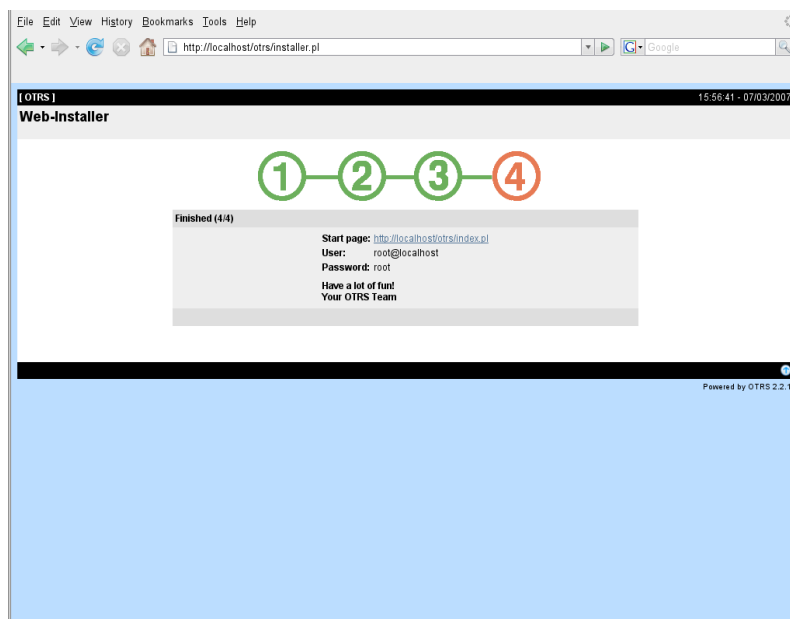 File Edit View History Bookmarks Tools Help
http://localhost/otrs/installer.pl G Google
[ OTRS ] 15:56:41 - 07/03/2007
Web-Installer
1 2 3 4
Finished (4/4)
Start page: http://localhost/otrs/index.pl
User: root@localhost
Password: root
Have a lot of fun!
Your OTRS Team
Powered by OTRS 2.2.1